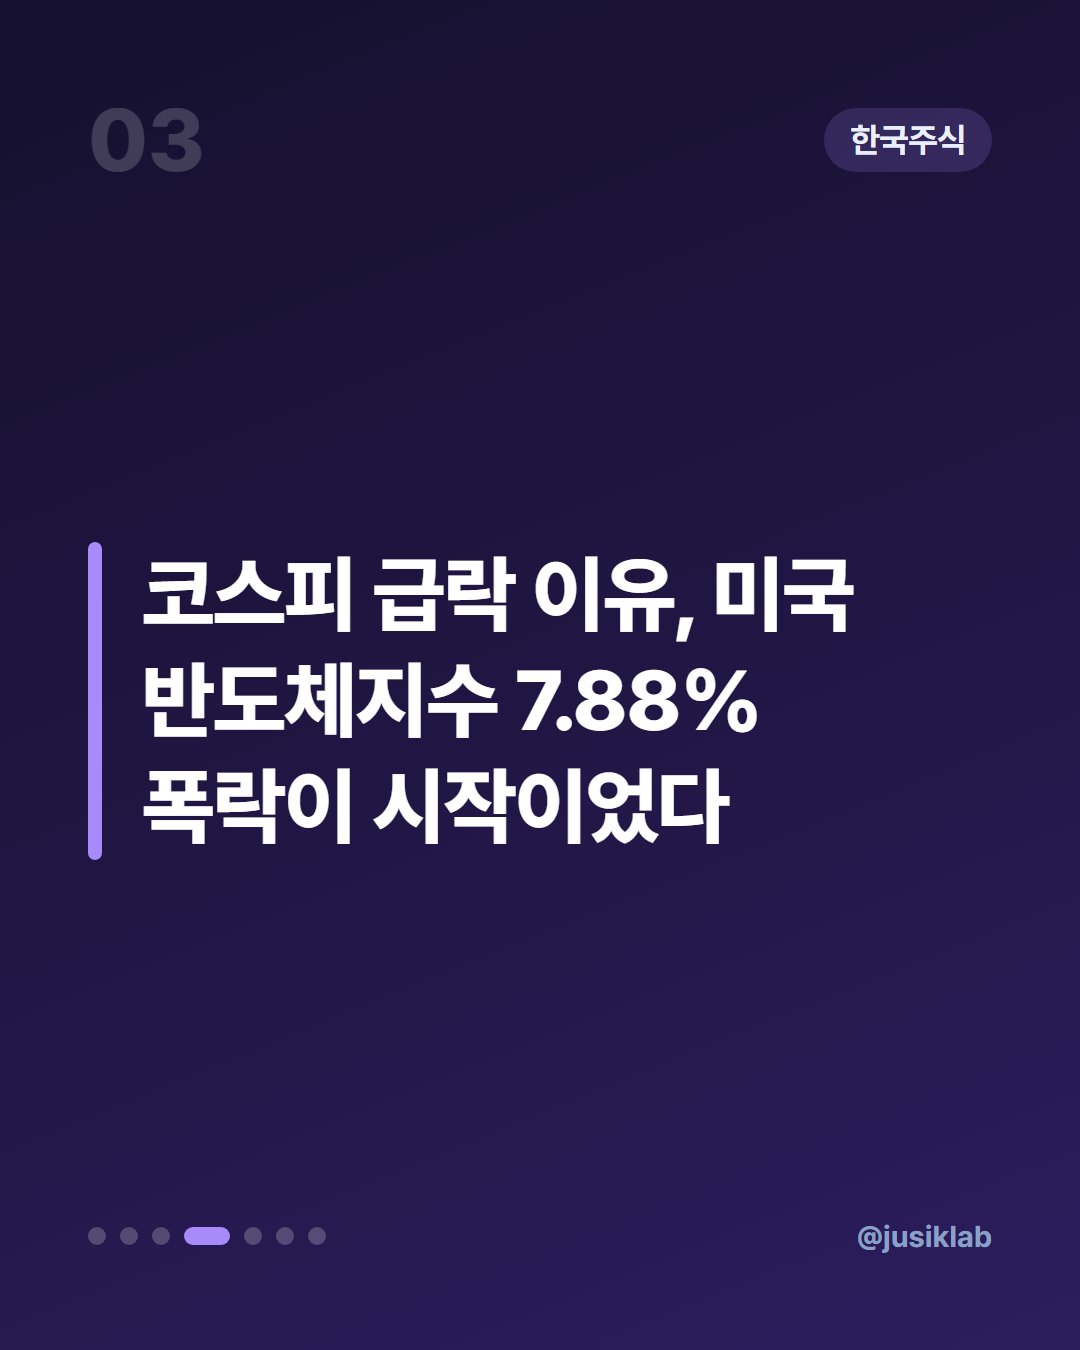 03
한국주식
코스피 급락 이유, 미국
반도체지수 7.88%
폭락이 시작이었다
@jusiklab